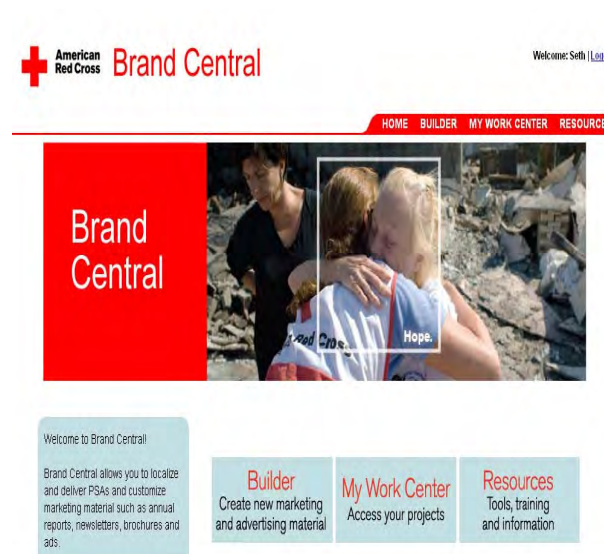 American
Red Cross
Brand Central
Welcome: Seth |
HOME BUILDER MY WORK CENTER
Brand
Central
Red Cross
Hope.
Welcome to Brand Central!
Brand Central allows you to localize
and deliver PSAs and customize
marketing material such as annual
reports, newsletters, brochures and
ads.
Builder
Create new marketing
and advertising material
My Work Center
Access your projects
Resources
Tools, training
and information